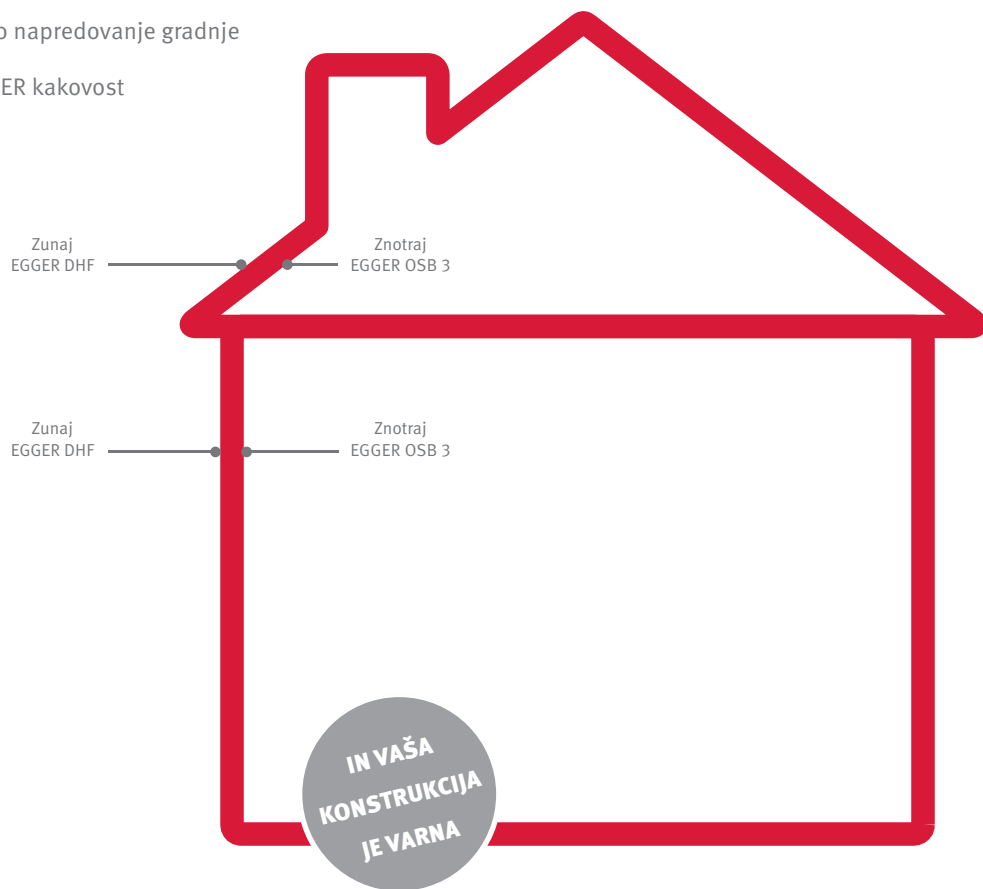 o napredovanje gradnje
ER kakovost
Zunaj
EGGER DHF
Znotraj
EGGER OSB 3
Zunaj
EGGER DHF
Znotraj
EGGER OSB 3
IN VAŠA
KONSTRUKCIJA
JE VARNA